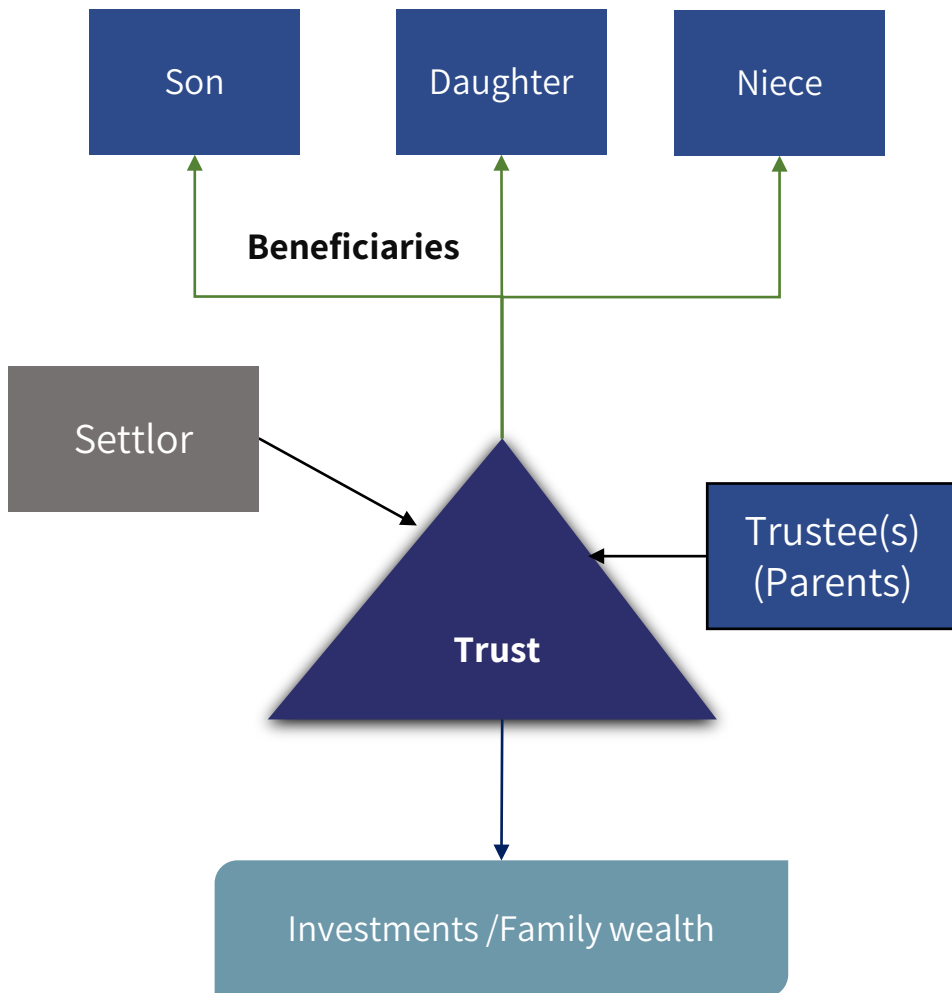 Son
Daughter
Niece
Beneficiaries
Settlor
Trustee(s)
(Parents)
Trust
Investments /Family wealth